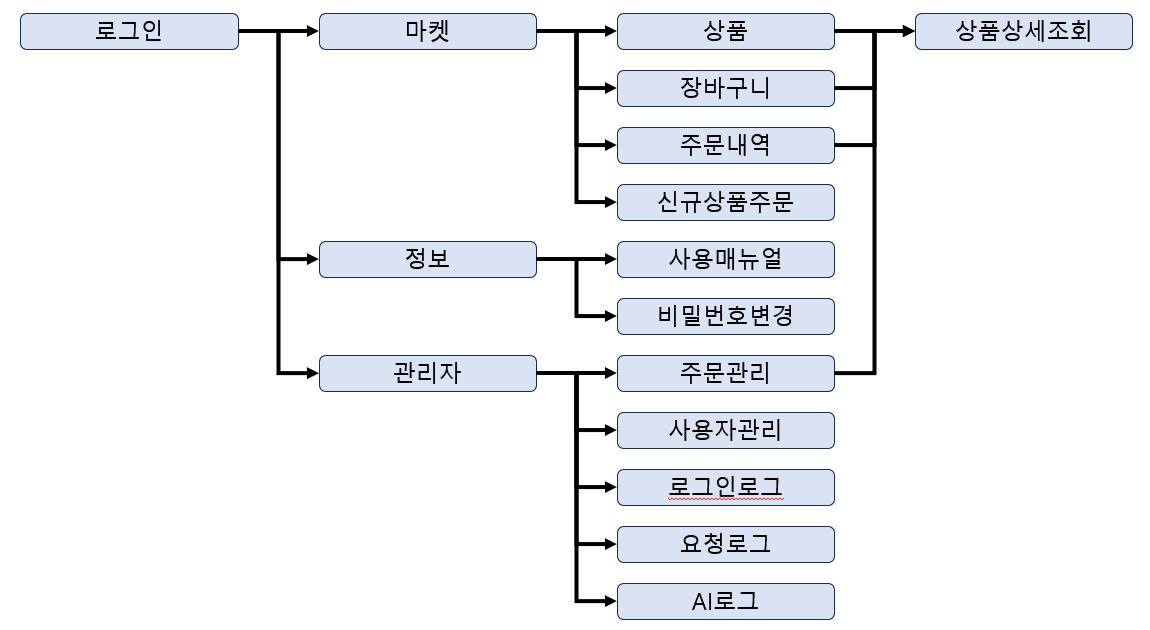 로그인
마켓
상품
상품상세조회
장바구니
주문내역
신규상품주문
정보
사용매뉴얼
비밀번호변경
관리자
주문관리
사용자관리
로그인로그
요청로그
AI로그